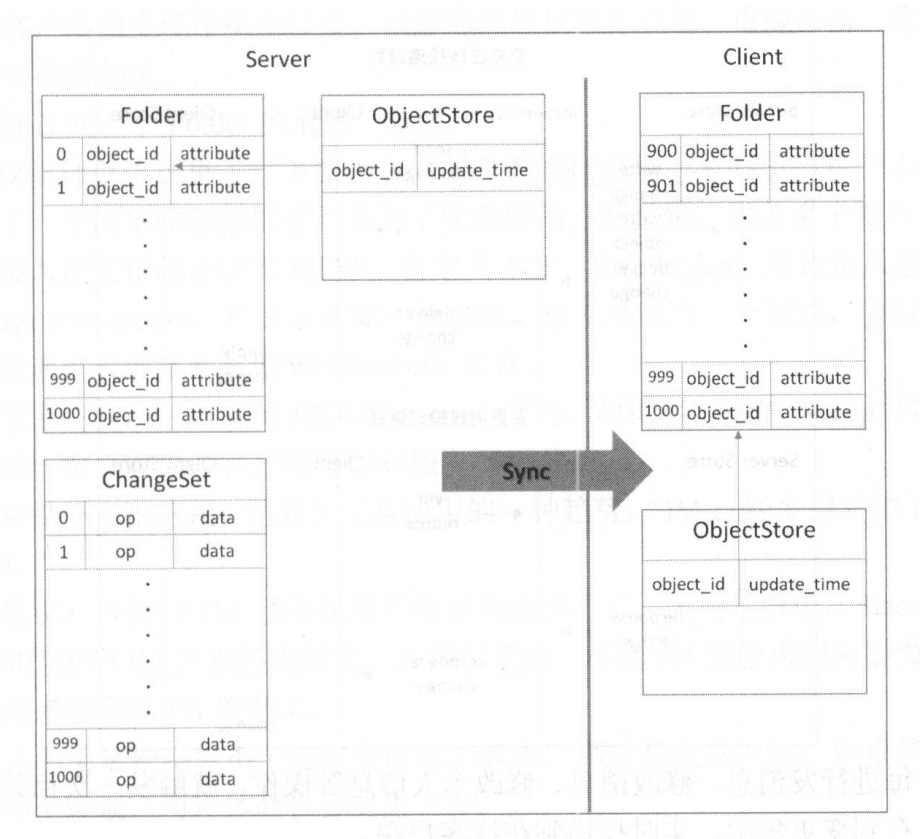 Server
Client
Folder
0 object_id attribute
1 object_id attribute
999 object_id attribute
1000 object_id attribute
ObjectStore
object_id update_time
Folder
900 object_id attribute
901 object_id attribute
999 object_id attribute
1000 object_id attribute
ChangeSet
0 op data
1 op data
999 op data
1000 op data
Sync
ObjectStore
object_id update_time